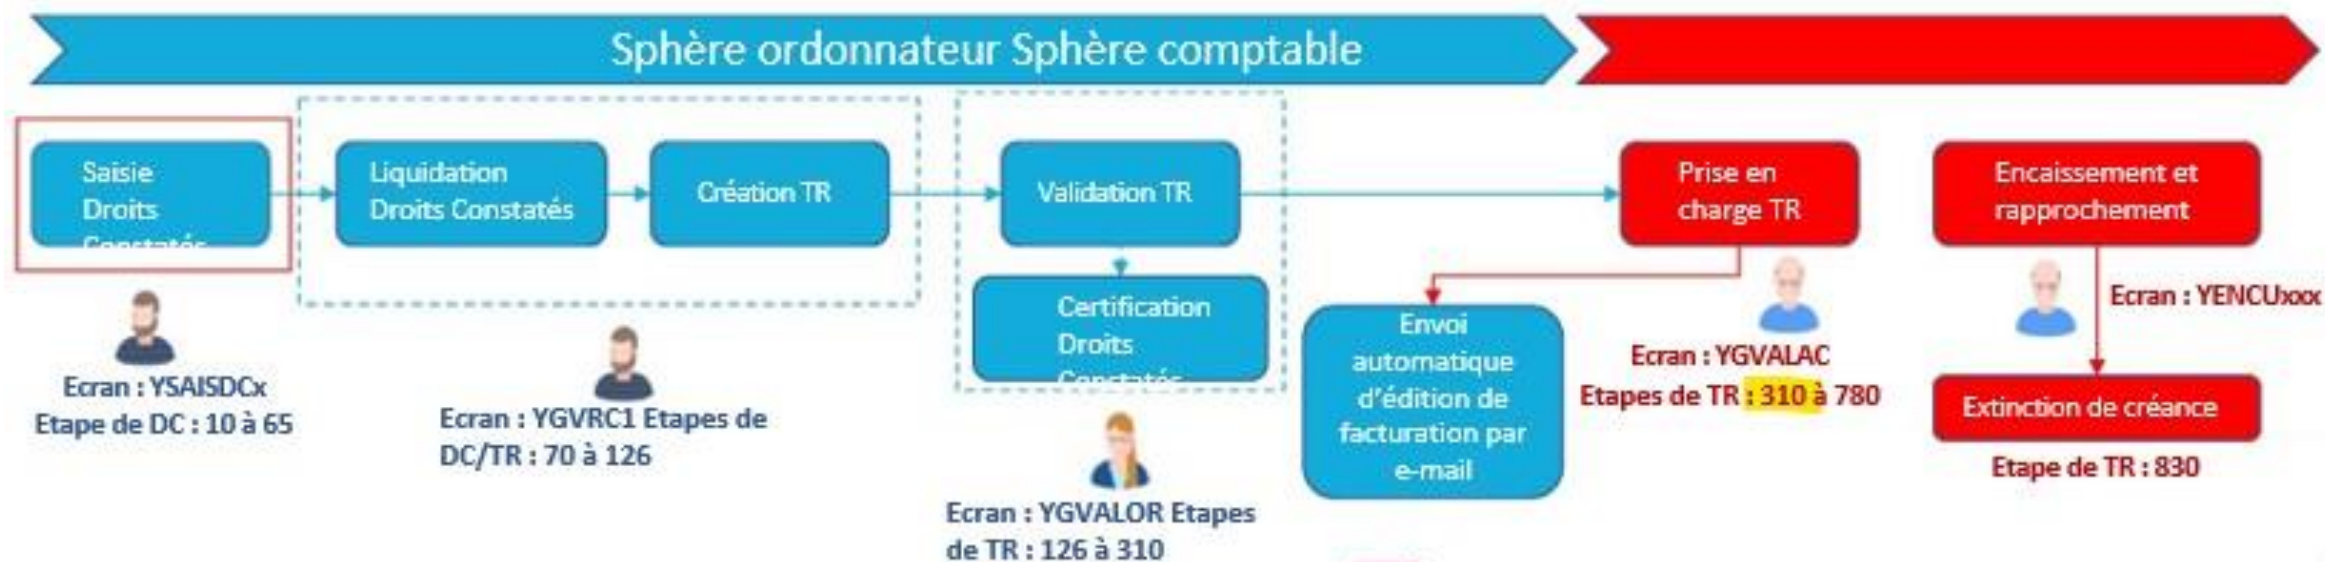 Sphère ordonnateur Sphère comptable
Saisie
Droits
Constatés
Liquidation
Droits Constatés
Création TR
Validation TR
Certification
Droits
Constatés
Prise en
charge TR
Encaissement et
rapprochement
Envoi
automatique
d'édition de
facturation par
e-mail
Extinction de créance
Ecran : YSAISDCx
Etape de DC : 10 à 65
Ecran : YGVRC1 Etapes de
DC/TR : 70 à 126
Ecran : YGVALOR Etapes
de TR : 126 à 310
Ecran : YGVALAC
Etapes de TR : 310 à 780
Ecran : YENCUxxx
Etape de TR : 830